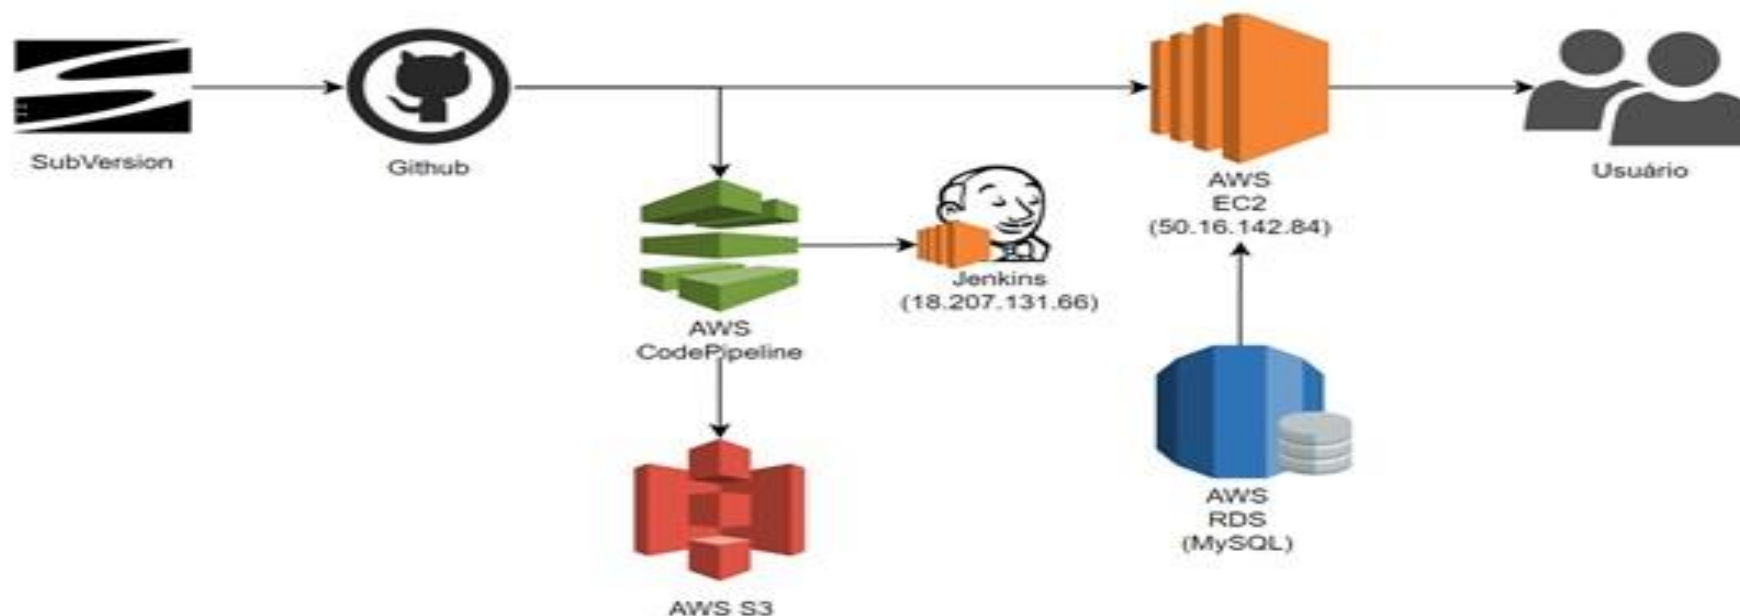 SubVersion
Github
AWS
EC2
(50.16.142.84)
Usuário
Jenkins
(18.207.131.66)
AWS
CodePipeline
AWS
RDS
(MySQL)
AWS S3